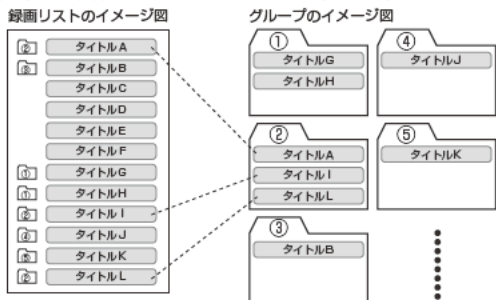 録画リストのイメージ図
② タイトルA
③ タイトルB
タイトルC
タイトルD
タイトルE
タイトルF
① タイトルG
① タイトルH
② タイトルI
④ タイトルJ
⑤ タイトルK
② タイトルL
グループのイメージ図
①
タイトルG
タイトルH
④
タイトルJ
②
タイトルA
タイトルI
タイトルL
⑤
タイトルK
③
タイトルB